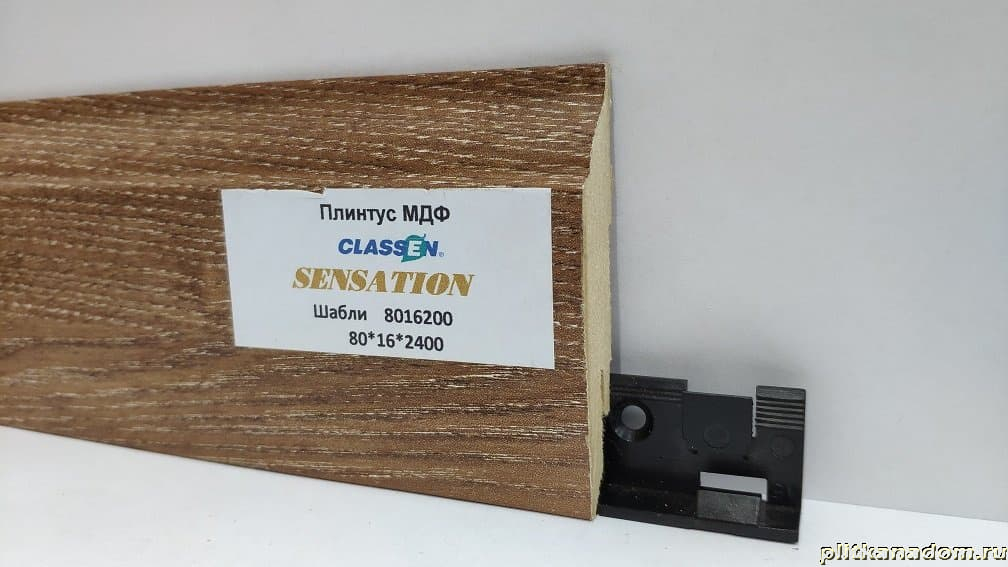 Плинтус МДФ
CLASSEN®
SENSATION
Шабли 8016200
80*16*2400
plitkanadom.ru